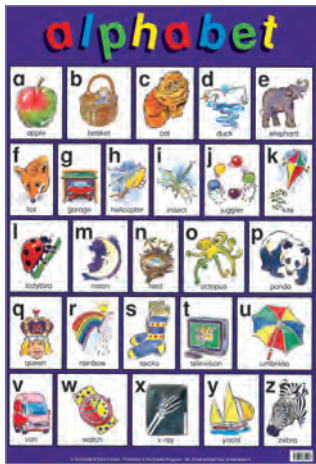 alphabet
a b c d e
apple basket cat duck elephant
f g h i j k
fox garage helicopter insect juggler kite
l m n o p
ladybird moon nest octopus panda
q r s t u
queen rainbow socks television umbrella
v w x y z
van watch x-ray yacht zebra